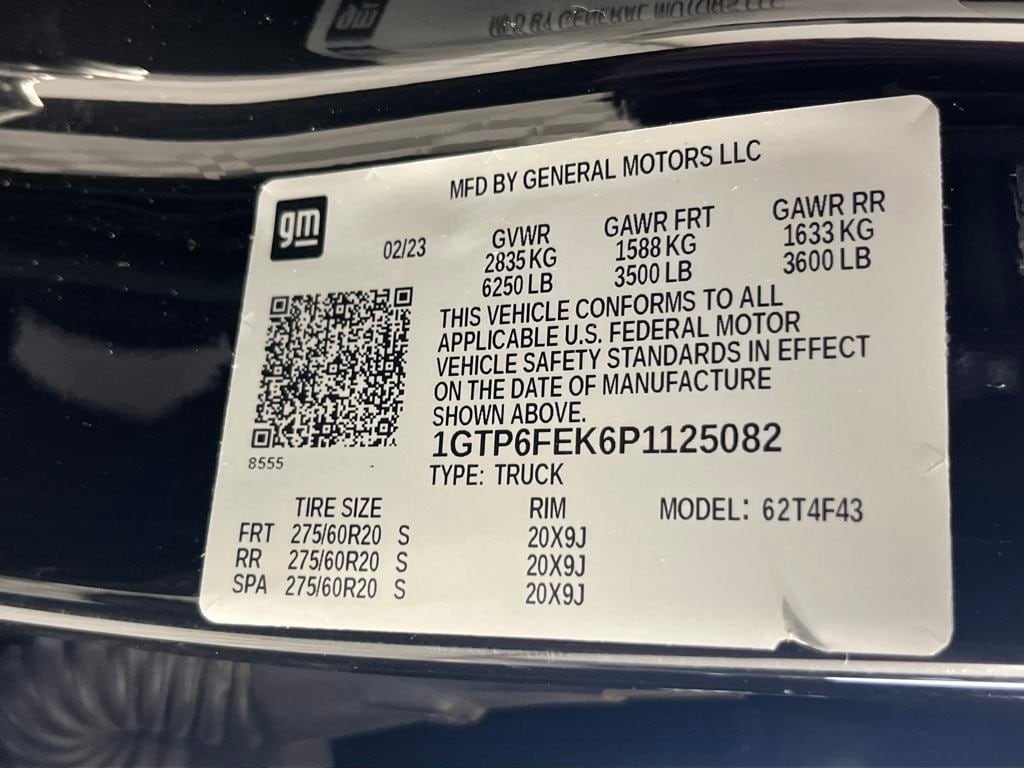 MFD BY GENERAL MOTORS LLC
gm
02/23
GVWR GAWR FRT GAWR RR
2835 KG 1588 KG 1633 KG
6250 LB 3500 LB 3600 LB
THIS VEHICLE CONFORMS TO ALL
APPLICABLE U.S. FEDERAL MOTOR
VEHICLE SAFETY STANDARDS IN EFFECT
ON THE DATE OF MANUFACTURE
SHOWN ABOVE.
1GTP6FEK6P1125082
8555
TYPE: TRUCK
TIRE SIZE RIM MODEL: 62T4F43
FRT 275/60R20 S 20X9J
RR 275/60R20 S 20X9J
SPA 275/60R20 S 20X9J